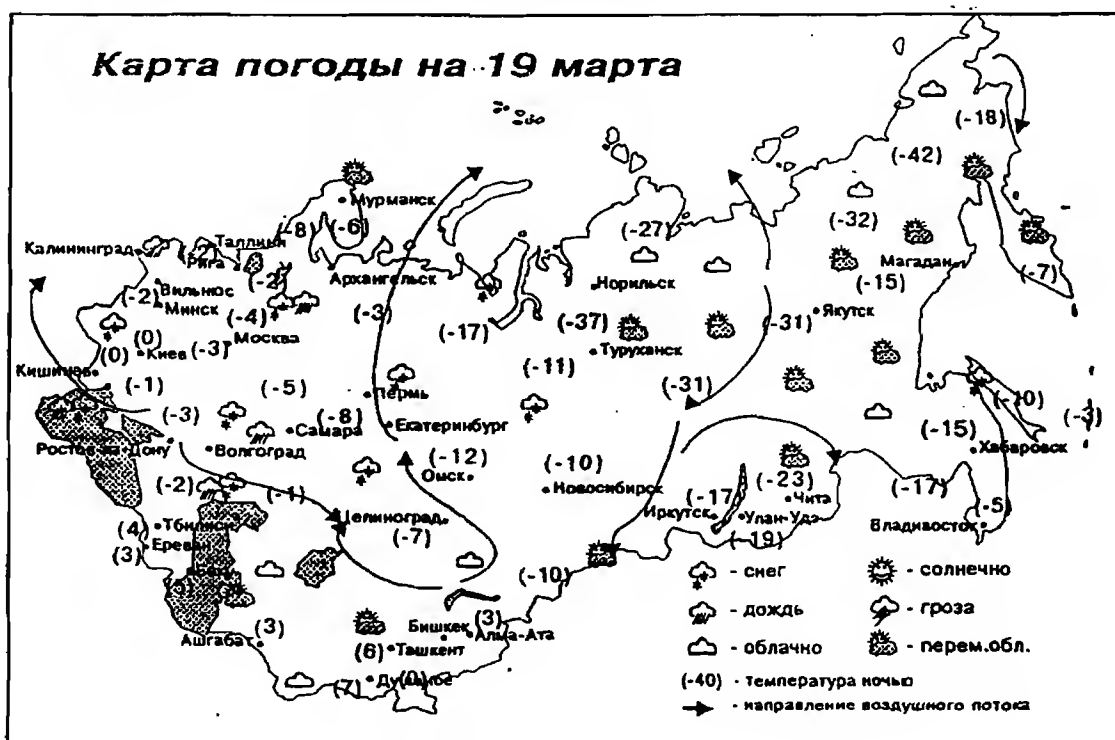 Карта погоды на 19 марта
(-18)
(-42)
Мурманск
(-8)
(-6)
(-27)
(-32)
Калининград
Таллинн
Рига
(-2)
Архангельск
Норильск
Магадан
(-15)
(-7)
Вильнюс
(-2)
Минск
(-4)
(-3)
(-17)
(-37)
(-31)
Якутск
(0)
(0)
Киев
(-3)
Москва
Туруханск
Кишинев
(-1)
(-5)
Пермь
(-11)
(-31)
(-10)
(-3)
(-3)
(-8)
Самара
Екатеринбург
(-15)
Ростов-на-Дону
Волгоград
(-12)
Омск
(-10)
Хабаровск
(-2)
(-1)
Новосибирск
(-17)
(-23)
Чита
(-17)
(-5)
Целиноград
(-7)
Иркутск
Улан-Удэ
Владивосток
(4)
Тбилиси
(3)
Ереван
(-19)
(-10)
Ашгабат
(3)
Бишкек
(3)
Алма-Ата
(6)
Ташкент
(7)
(0)
- снег
- солнечно
- дождь
- гроза
- облачно
- перем.обл.
(-40) - температура ночью
- направление воздушного потока